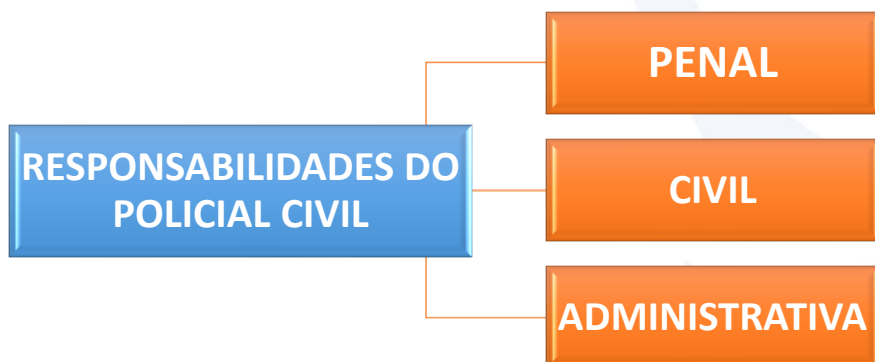 RESPONSABILIDADES DO
POLICIAL CIVIL
PENAL
CIVIL
ADMINISTRATIVA